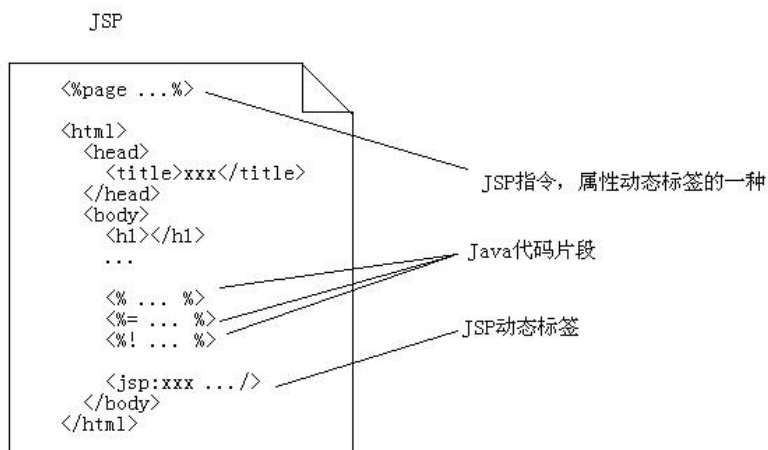 JSP
<%page ...%>
<html>
<head>
<title>xxx</title>
</head>
<body>
<h1></h1>
...
<% ... %>
<%= ... %>
<%! ... %>
<jsp:xxx .../>
</body>
</html>
JSP指令，属性动态标签的一种
Java代码片段
JSP动态标签